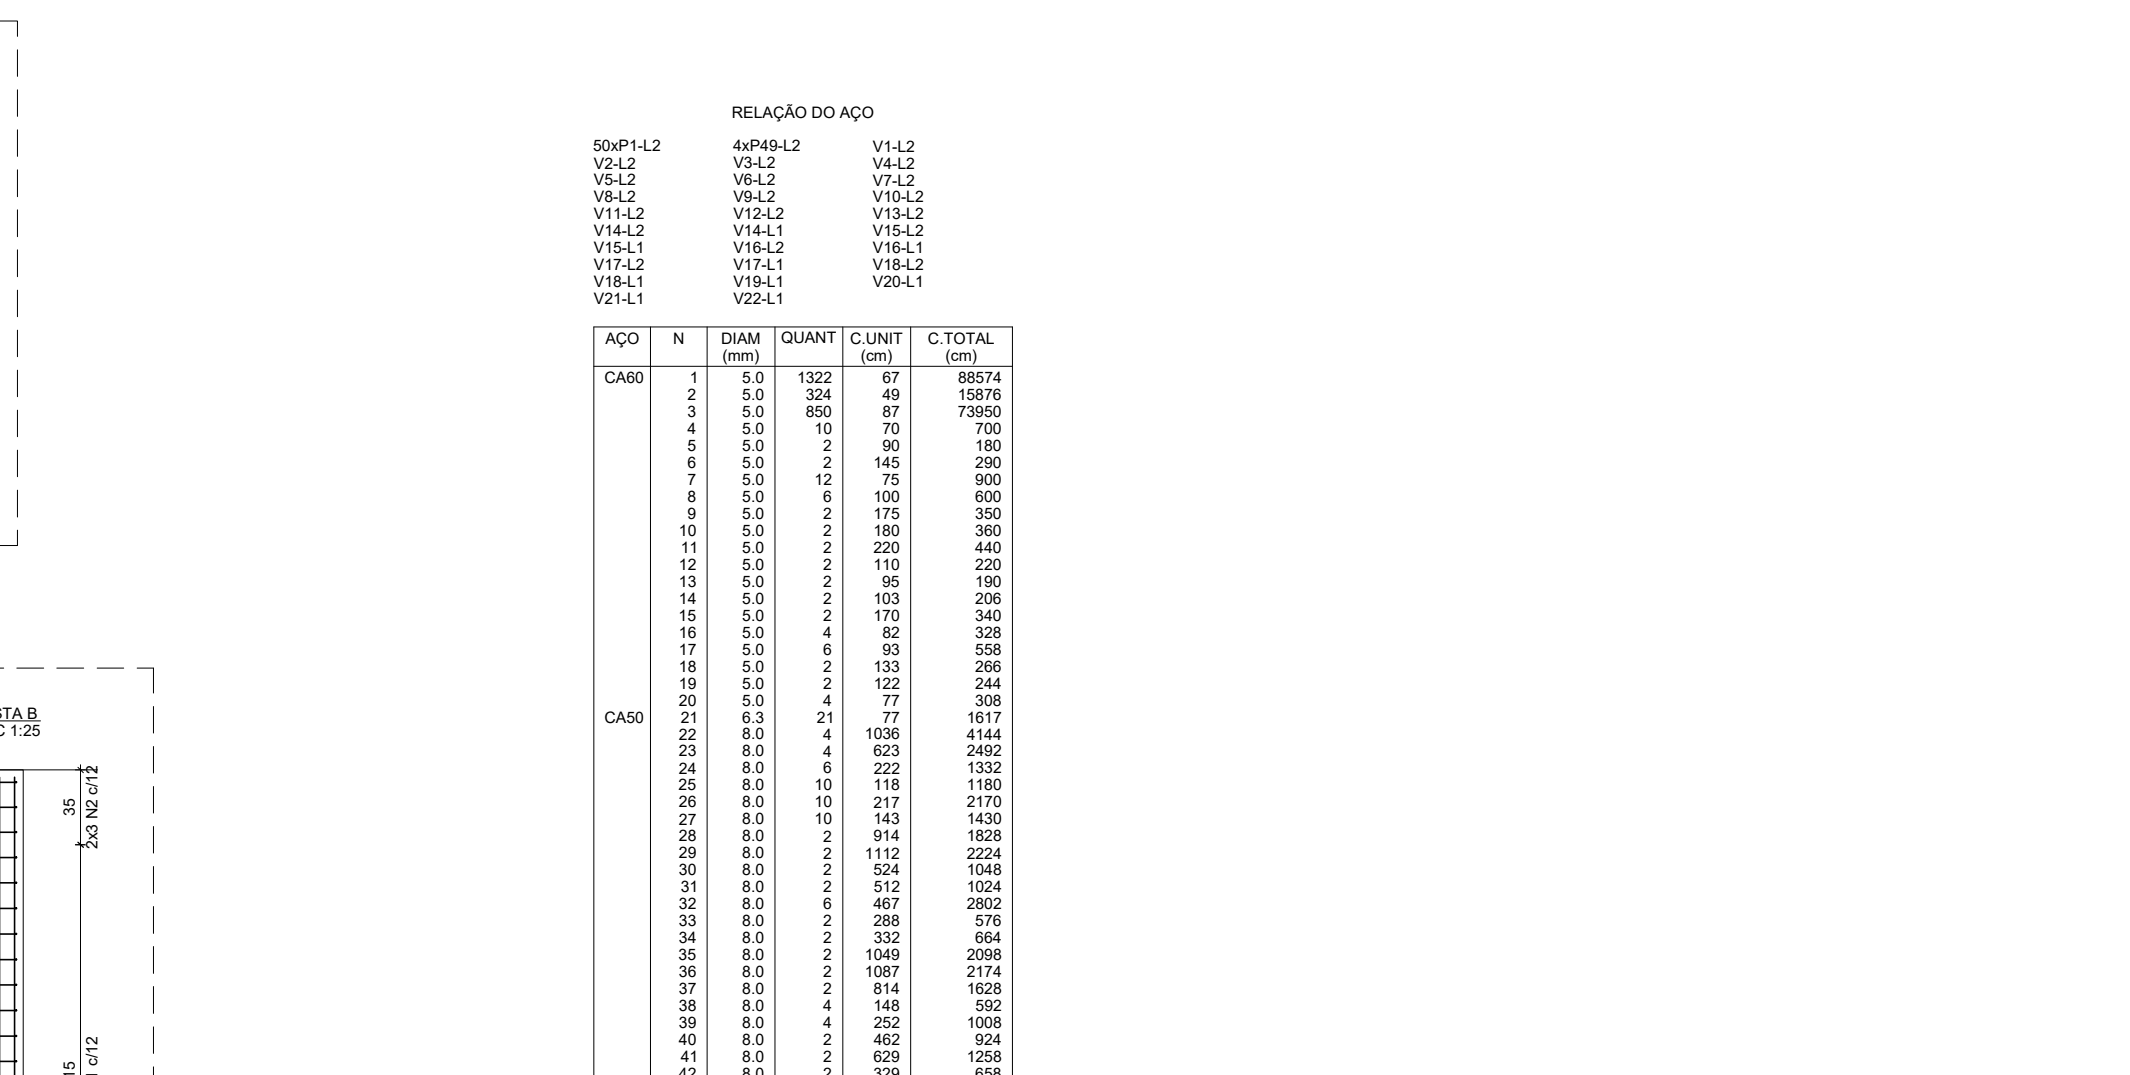 RELAÇÃO DO AÇO
50xP1-L2 4xP49-L2 V1-L2
V2-L2 V3-L2 V4-L2
V5-L2 V6-L2 V7-L2
V8-L2 V9-L2 V10-L2
V11-L2 V12-L2 V13-L2
V14-L2 V14-L1 V15-L2
V15-L1 V16-L2 V16-L1
V17-L2 V17-L1 V18-L2
V18-L1 V19-L1 V20-L1
V21-L1 V22-L1
AÇO N DIAM QUANT C.UNIT C.TOTAL
(mm) (cm) (cm)
CA60 1 5.0 1322 67 88574
2 5.0 324 49 15876
3 5.0 850 87 73950
4 5.0 10 70 700
5 5.0 2 90 180
6 5.0 2 145 290
7 5.0 12 75 900
8 5.0 6 100 600
9 5.0 2 175 350
10 5.0 2 180 360
11 5.0 2 220 440
12 5.0 2 110 220
13 5.0 2 95 190
14 5.0 2 103 206
15 5.0 2 170 340
16 5.0 4 82 328
17 5.0 6 93 558
18 5.0 2 133 266
19 5.0 2 122 244
20 5.0 4 77 308
CA50 21 6.3 21 77 1617
22 8.0 4 1036 4144
23 8.0 4 623 2492
24 8.0 6 222 1332
25 8.0 10 118 1180
26 8.0 10 217 2170
27 8.0 10 143 1430
28 8.0 2 914 1828
29 8.0 2 1112 2224
30 8.0 2 524 1048
31 8.0 2 512 1024
32 8.0 6 467 2802
33 8.0 2 288 576
34 8.0 2 332 664
35 8.0 2 1049 2098
36 8.0 2 1087 2174
37 8.0 2 814 1628
38 8.0 4 148 592
39 8.0 4 252 1008
40 8.0 2 462 924
41 8.0 2 629 1258
42 8.0 2 329 658
STA B
C 1:25
35
2x3 N2 c/12
15
1 c/12